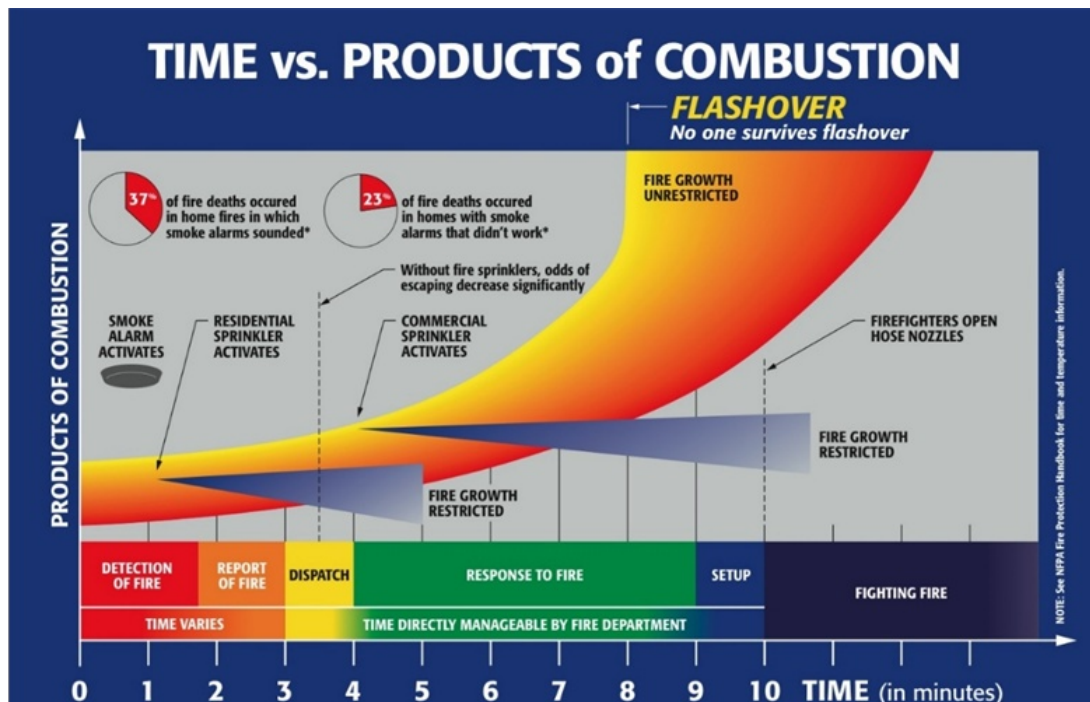 TIME vs. PRODUCTS of COMBUSTION
FLASHOVER
No one survives flashover
37%
of fire deaths occured
in home fires in which
smoke alarms sounded*
23%
of fire deaths occured
in homes with smoke
alarms that didn't work*
FIRE GROWTH
UNRESTRICTED
Without fire sprinklers, odds of
escaping decrease significantly
SMOKE
ALARM
ACTIVATES
RESIDENTIAL
SPRINKLER
ACTIVATES
COMMERCIAL
SPRINKLER
ACTIVATES
FIREFIGHTERS OPEN
HOSE NOZZLES
FIRE GROWTH
RESTRICTED
FIRE GROWTH
RESTRICTED
PRODUCTS OF COMBUSTION
NOTE: See NFPA Fire Protection Handbook for time and temperature information.
DETECTION
OF FIRE
REPORT
OF FIRE
DISPATCH
RESPONSE TO FIRE
SETUP
FIGHTING FIRE
TIME VARIES
TIME DIRECTLY MANAGEABLE BY FIRE DEPARTMENT
0 1 2 3 4 5 6 7 8 9 10 TIME (in minutes)